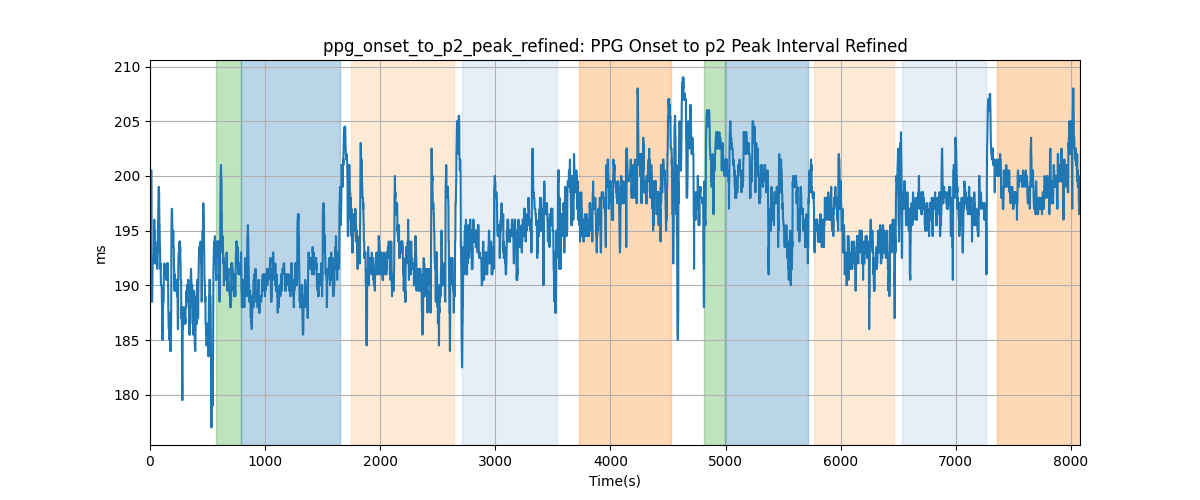 ppg_onset_to_p2_peak_refined: PPG Onset to p2 Peak Interval Refined
210
205
200
195
190
185
180
ms
0 1000 2000 3000 4000 5000 6000 7000 8000
Time(s)